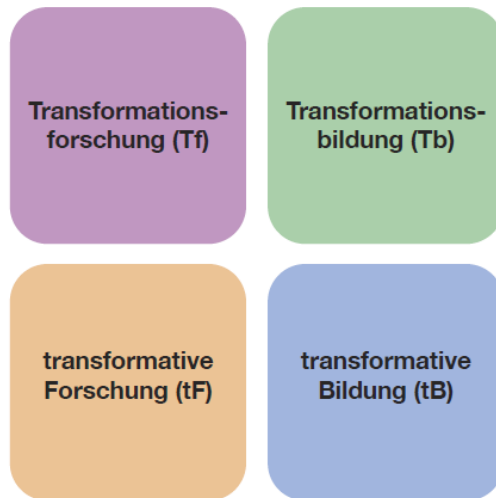 Transformations-
forschung (Tf)
Transformations-
bildung (Tb)
transformative
Forschung (tF)
transformative
Bildung (tB)